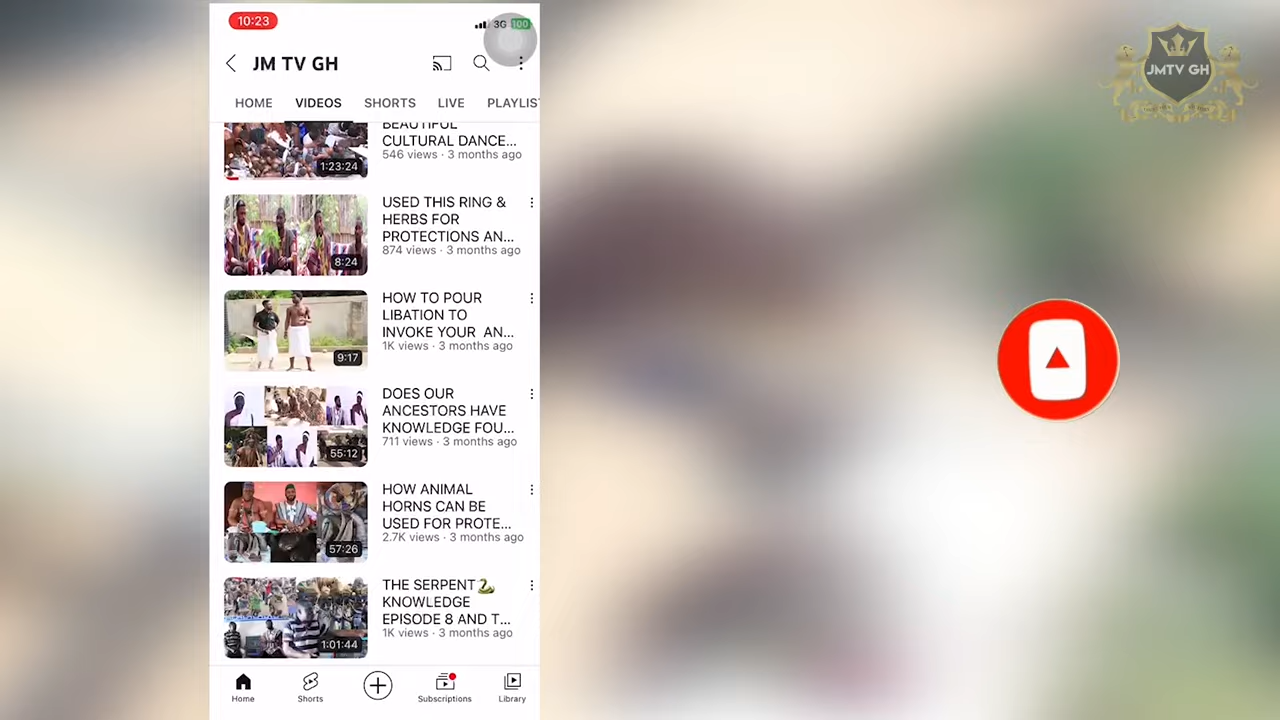 10:23
3G 100
JM TV GH
HOME VIDEOS SHORTS LIVE PLAYLIS
BEAUTIFUL
CULTURAL DANCE...
546 views · 3 months ago
1:23:24
USED THIS RING &
HERBS FOR
PROTECTIONS AN...
874 views · 3 months ago
8:24
HOW TO POUR
LIBATION TO
INVOKE YOUR AN...
1K views · 3 months ago
9:17
DOES OUR
ANCESTORS HAVE
KNOWLEDGE FOU...
711 views · 3 months ago
55:12
HOW ANIMAL
HORNS CAN BE
USED FOR PROTE...
2.7K views · 3 months ago
57:26
THE SERPENT🐍
KNOWLEDGE
EPISODE 8 AND T...
1K views · 3 months ago
1:01:44
Home Shorts Subscriptions Library
JMTV GH